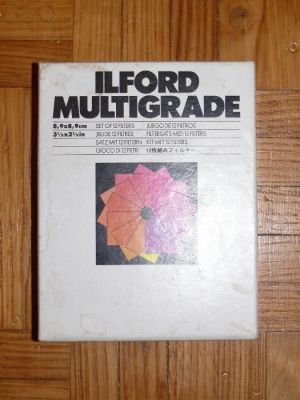 ILFORD
MULTIGRADE
8,9x8,9cm SET OF 12 FILTERS JUEGO DE 12 FILTROS
3½x3½in JEU DE 12 FILTRES FILTERSATS MED 12 FILTERS
SATZ MIT 12 FILTERN KIT MET 12 FILTERS
GIOCO DI 12 FILTRI 12枚組みフィルター